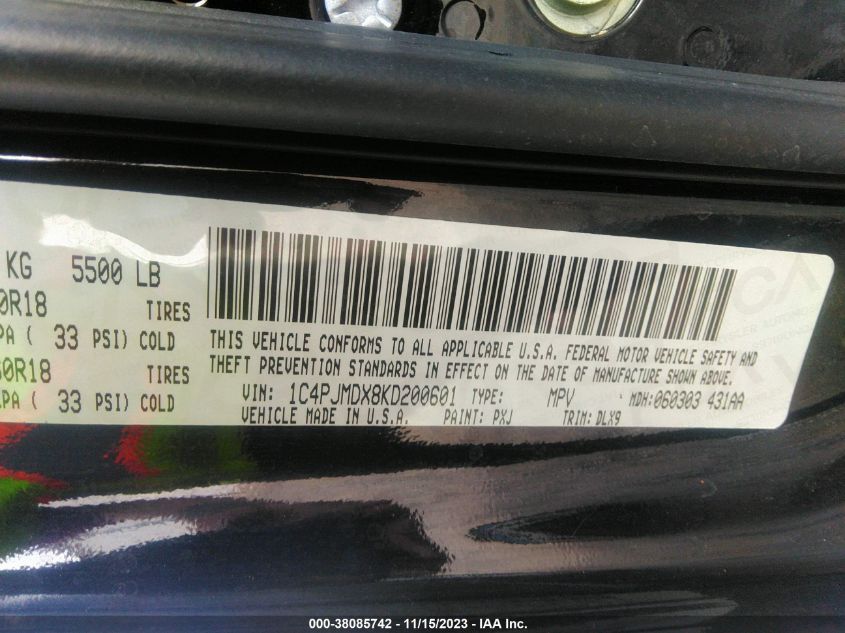 KG 5500 LB
0R18 TIRES
PA ( 33 PSI) COLD
60R18 TIRES
PA ( 33 PSI) COLD
THIS VEHICLE CONFORMS TO ALL APPLICABLE U.S.A. FEDERAL MOTOR VEHICLE SAFETY AND
THEFT PREVENTION STANDARDS IN EFFECT ON THE DATE OF MANUFACTURE SHOWN ABOVE.
VIN: 1C4PJMDX8KD200601 TYPE: MPV MDH:060303 431AA
VEHICLE MADE IN U.S.A. PAINT: PXJ TRIM: DLX9
000-38085742 - 11/15/2023 - IAA Inc.